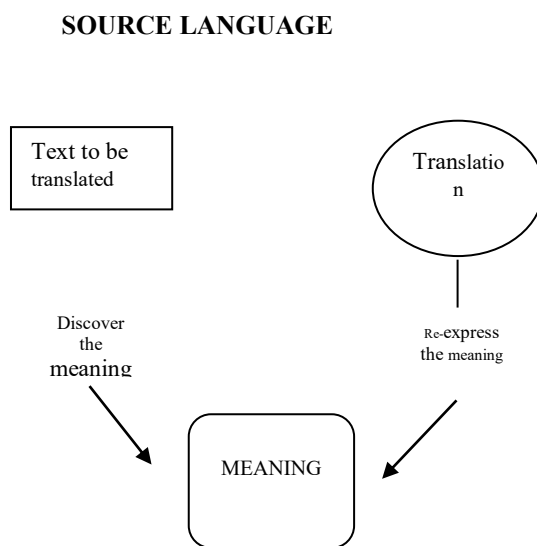 SOURCE LANGUAGE
Text to be
translated
Translatio
n
Discover
the
meaning
Re-express
the meaning
MEANING